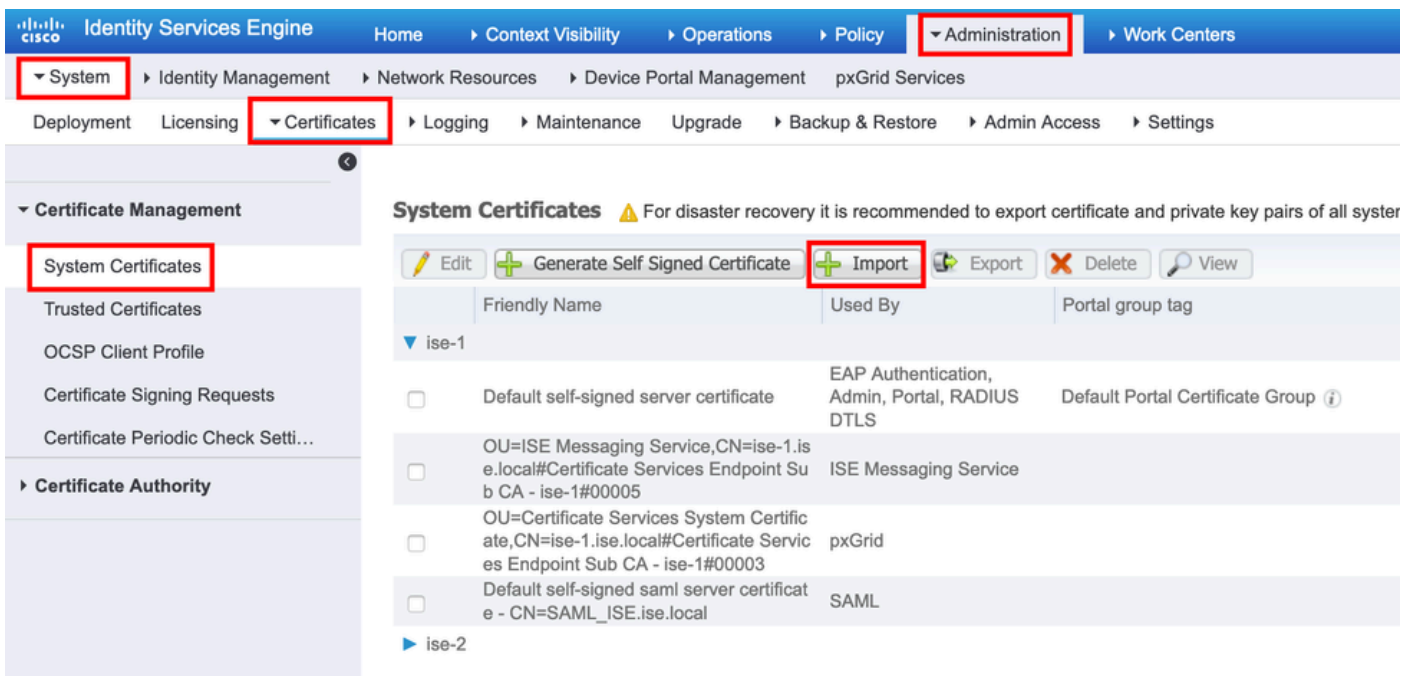 cisco Identity Services Engine Home Context Visibility Operations Policy Administration Work Centers
System Identity Management Network Resources Device Portal Management pxGrid Services
Deployment Licensing Certificates Logging Maintenance Upgrade Backup & Restore Admin Access Settings
Certificate Management
System Certificates
Trusted Certificates
OCSP Client Profile
Certificate Signing Requests
Certificate Periodic Check Setti...
Certificate Authority
System Certificates For disaster recovery it is recommended to export certificate and private key pairs of all syster
Edit Generate Self Signed Certificate Import Export Delete View
Friendly Name Used By Portal group tag
ise-1
Default self-signed server certificate
EAP Authentication,
Admin, Portal, RADIUS
DTLS
Default Portal Certificate Group i
OU=ISE Messaging Service,CN=ise-1.is
e.local#Certificate Services Endpoint Su
b CA - ise-1#00005
ISE Messaging Service
OU=Certificate Services System Certific
ate,CN=ise-1.ise.local#Certificate Servic
es Endpoint Sub CA - ise-1#00003
pxGrid
Default self-signed saml server certificat
e - CN=SAML_ISE.ise.local
SAML
ise-2